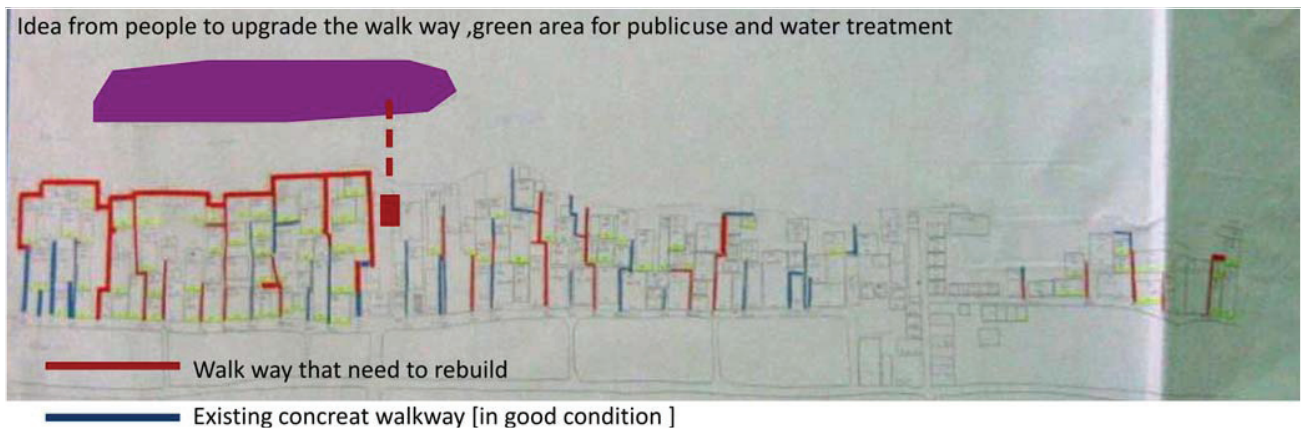 Idea from people to upgrade the walk way ,green area for publicuse and water treatment
Walk way that need to rebuild
Existing concreat walkway [in good condition ]